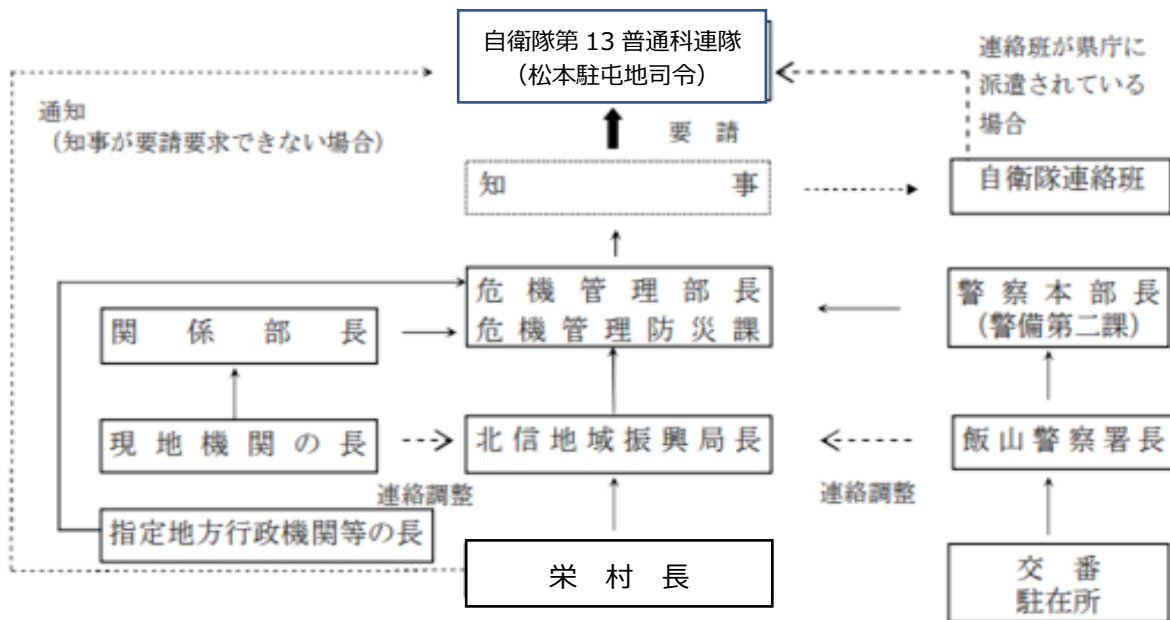 自衛隊第 13 普通科連隊
（松本駐屯地司令）
連絡班が県庁に
派遣されている
場合
通知
（知事が要請要求できない場合）
要　請
知　事
自衛隊連絡班
危機管理部長
危機管理防災課
警察本部長
（警備第二課）
関係部長
現地機関の長
北信地域振興局長
飯山警察署長
連絡調整
連絡調整
指定地方行政機関等の長
栄　村　長
交　番
駐在所